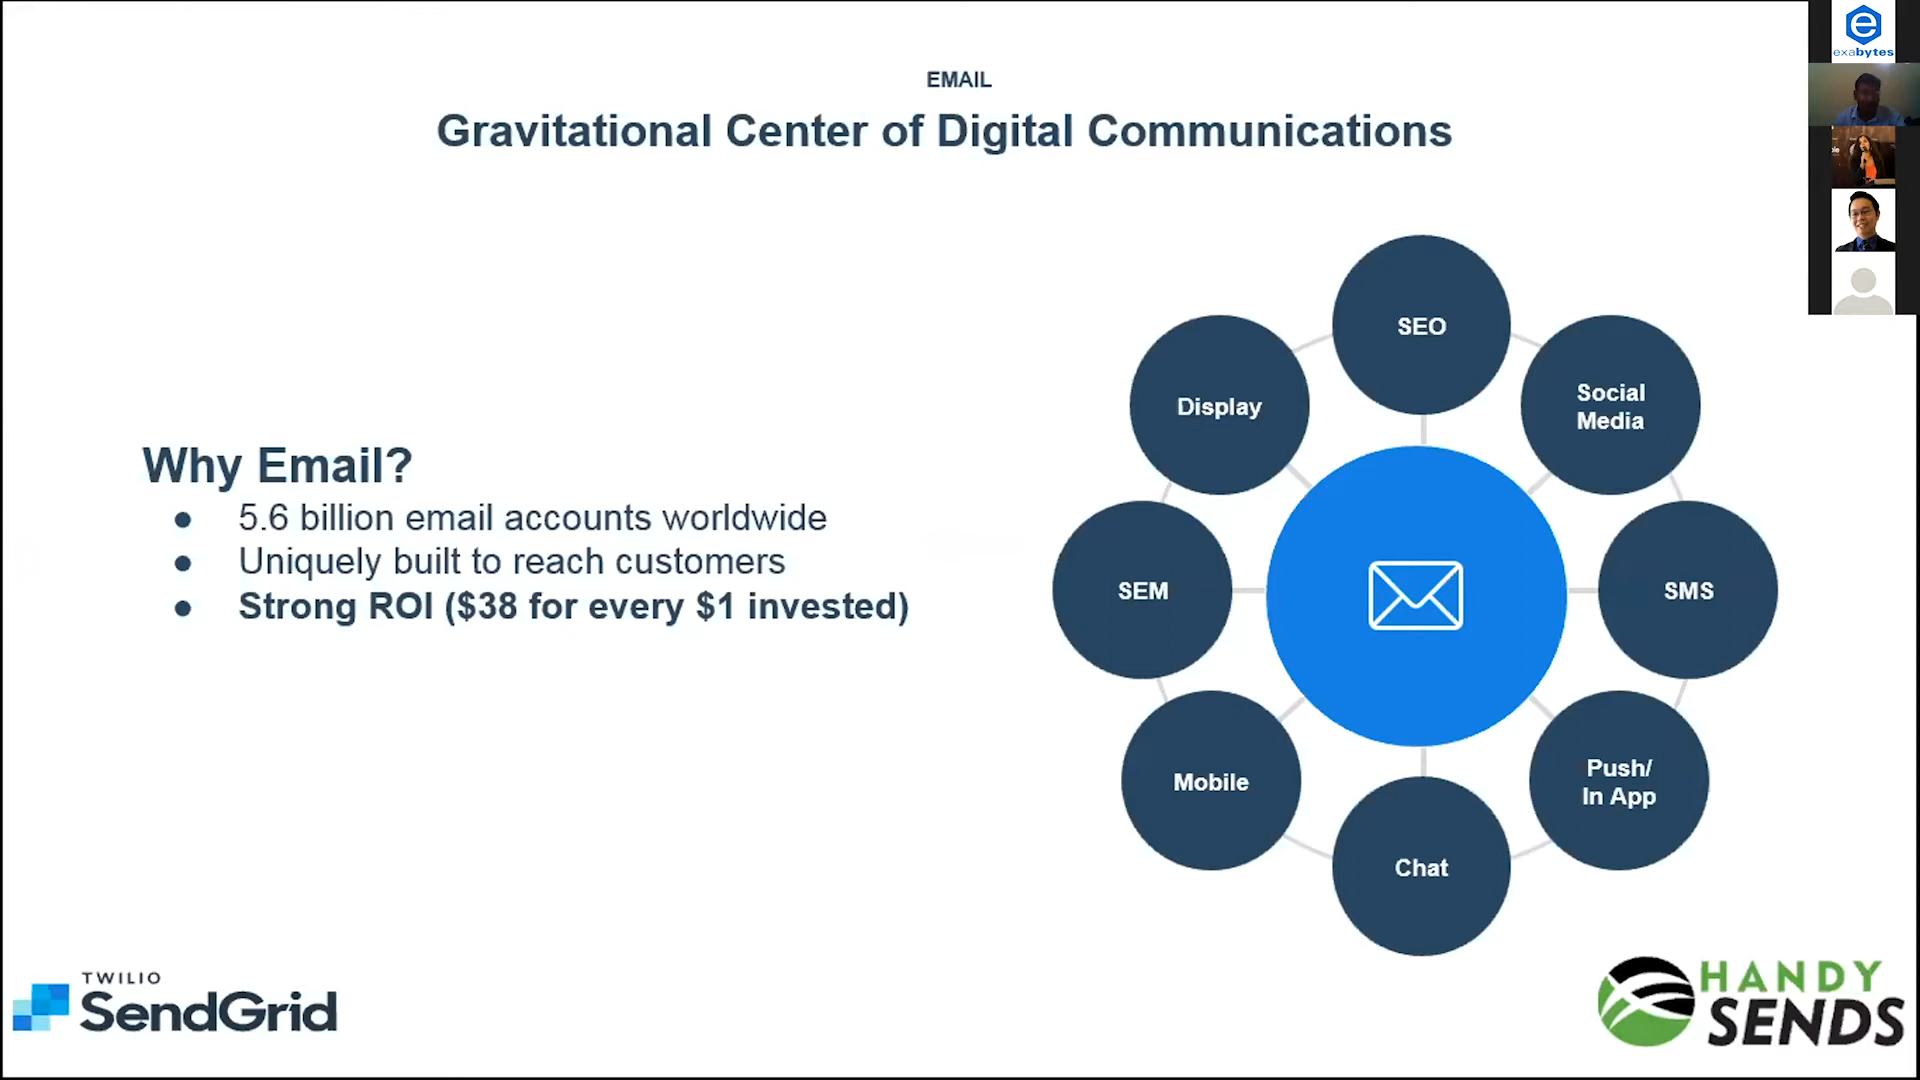 EMAIL
Gravitational Center of Digital Communications
Why Email?
● 5.6 billion email accounts worldwide
● Uniquely built to reach customers
● Strong ROI ($38 for every $1 invested)
SEO
Social
Media
SMS
Push/
In App
Chat
Mobile
SEM
Display
TWILIO
SendGrid
HANDY
SENDS
e
exabytes